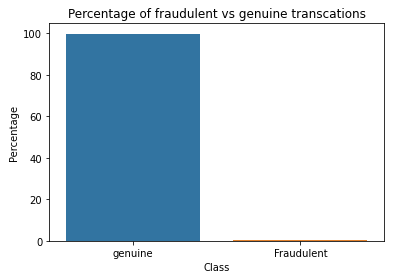 Percentage of fraudulent vs genuine transcations
100
80
60
40
20
0
Percentage
genuine
Fraudulent
Class